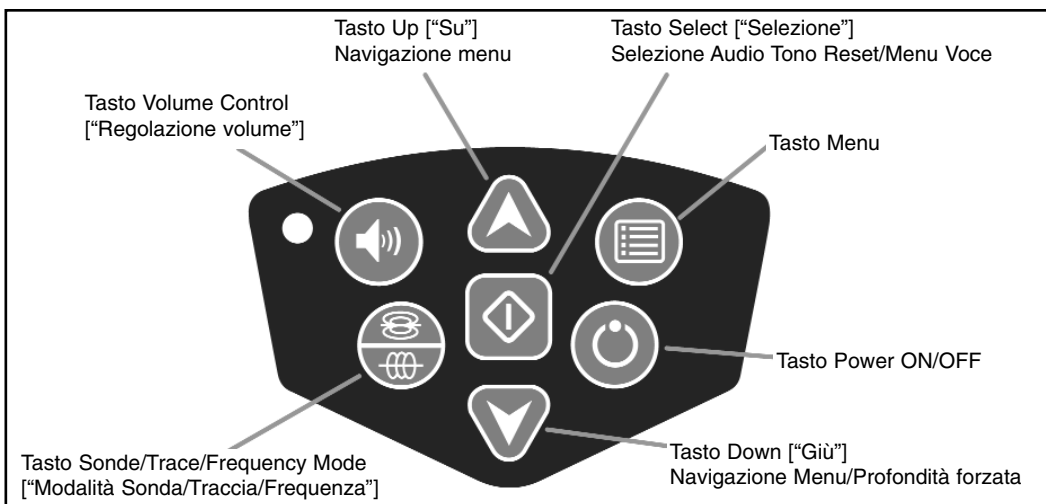 Tasto Up [“Su”]
Navigazione menu
Tasto Select [“Selezione”]
Selezione Audio Tono Reset/Menu Voce
Tasto Volume Control
[“Regolazione volume”]
Tasto Menu
Tasto Power ON/OFF
Tasto Sonde/Trace/Frequency Mode
[“Modalità Sonda/Traccia/Frequenza”]
Tasto Down [“Giù”]
Navigazione Menu/Profondità forzata